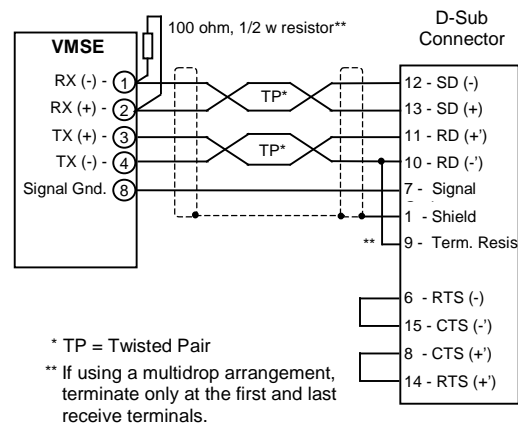 100 ohm, 1/2 w resistor**
D-Sub
Connector
VMSE
RX (-) - 1
RX (+) - 2
TX (+) - 3
TX (-) - 4
Signal Gnd. 8
TP*
TP*
12 - SD (-)
13 - SD (+)
11 - RD (+')
10 - RD (-')
7 - Signal
1 - Shield
** 9 - Term. Resis
6 - RTS (-)
15 - CTS (-')
8 - CTS (+')
14 - RTS (+')
* TP = Twisted Pair
** If using a multidrop arrangement,
terminate only at the first and last
receive terminals.